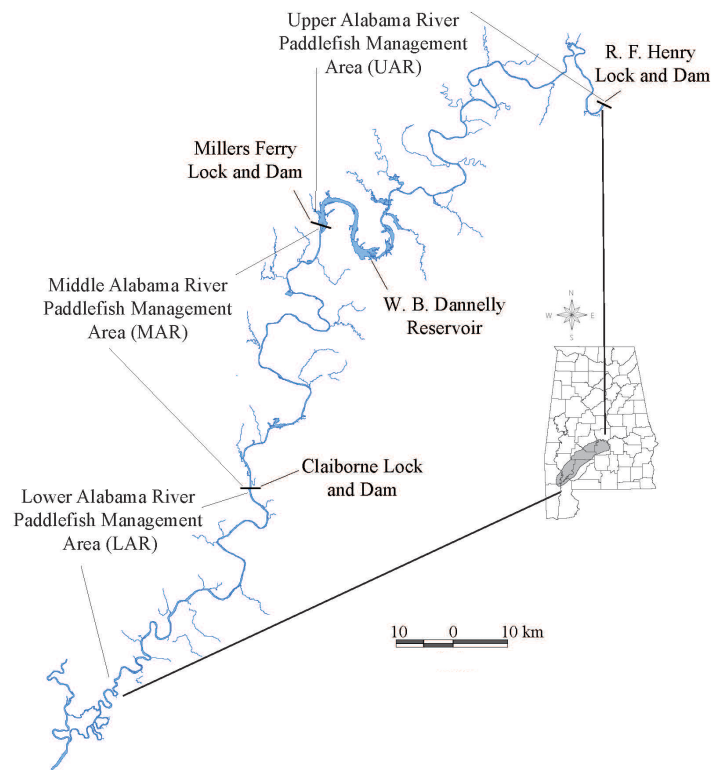 Upper Alabama River
Paddlefish Management
Area (UAR)
R. F. Henry
Lock and Dam
Millers Ferry
Lock and Dam
Middle Alabama River
Paddlefish Management
Area (MAR)
W. B. Dannelly
Reservoir
N
W E
S
Claiborne Lock
and Dam
Lower Alabama River
Paddlefish Management
Area (LAR)
10 0 10 km